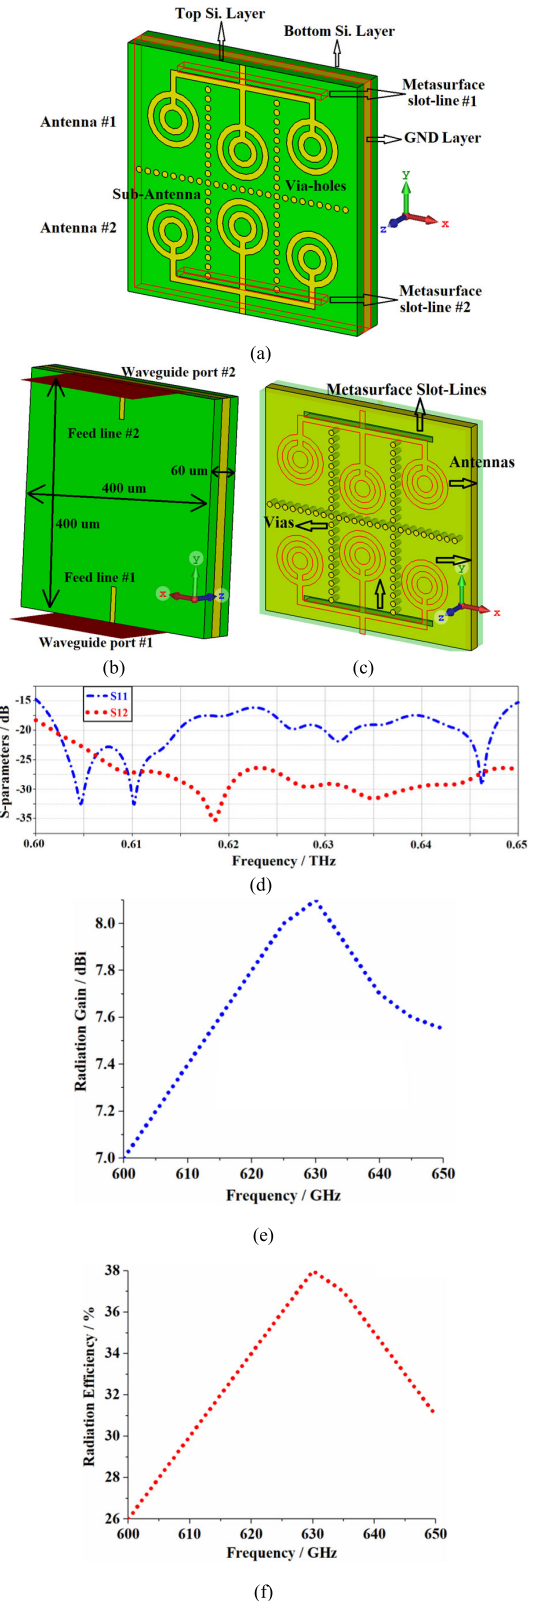 Top Si. Layer
Bottom Si. Layer
Metasurface
slot-line #1
Antenna #1
GND Layer
Sub-Antenna
Via-holes
y
x
z
Antenna #2
Metasurface
slot-line #2
(a)
Waveguide port #2
Feed line #2
60 um
400 um
400 um
Feed line #1
Y
x
z
Waveguide port #1
(b)
Metasurface Slot-Lines
Antennas
Vias
Y
x
z
(c)
S-parameters / dB
-15
-20
-25
-30
-35
S11
S12
0.60
0.61
0.62
0.63
0.64
0.65
Frequency / THz
(d)
Radiation Gain / dBi
8.0
7.8
7.6
7.4
7.2
7.0
600
610
620
630
640
650
Frequency / GHz
(e)
Radiation Efficiency / %
38
36
34
32
31
28
26
600
610
620
630
640
650
Frequency / GHz
(f)